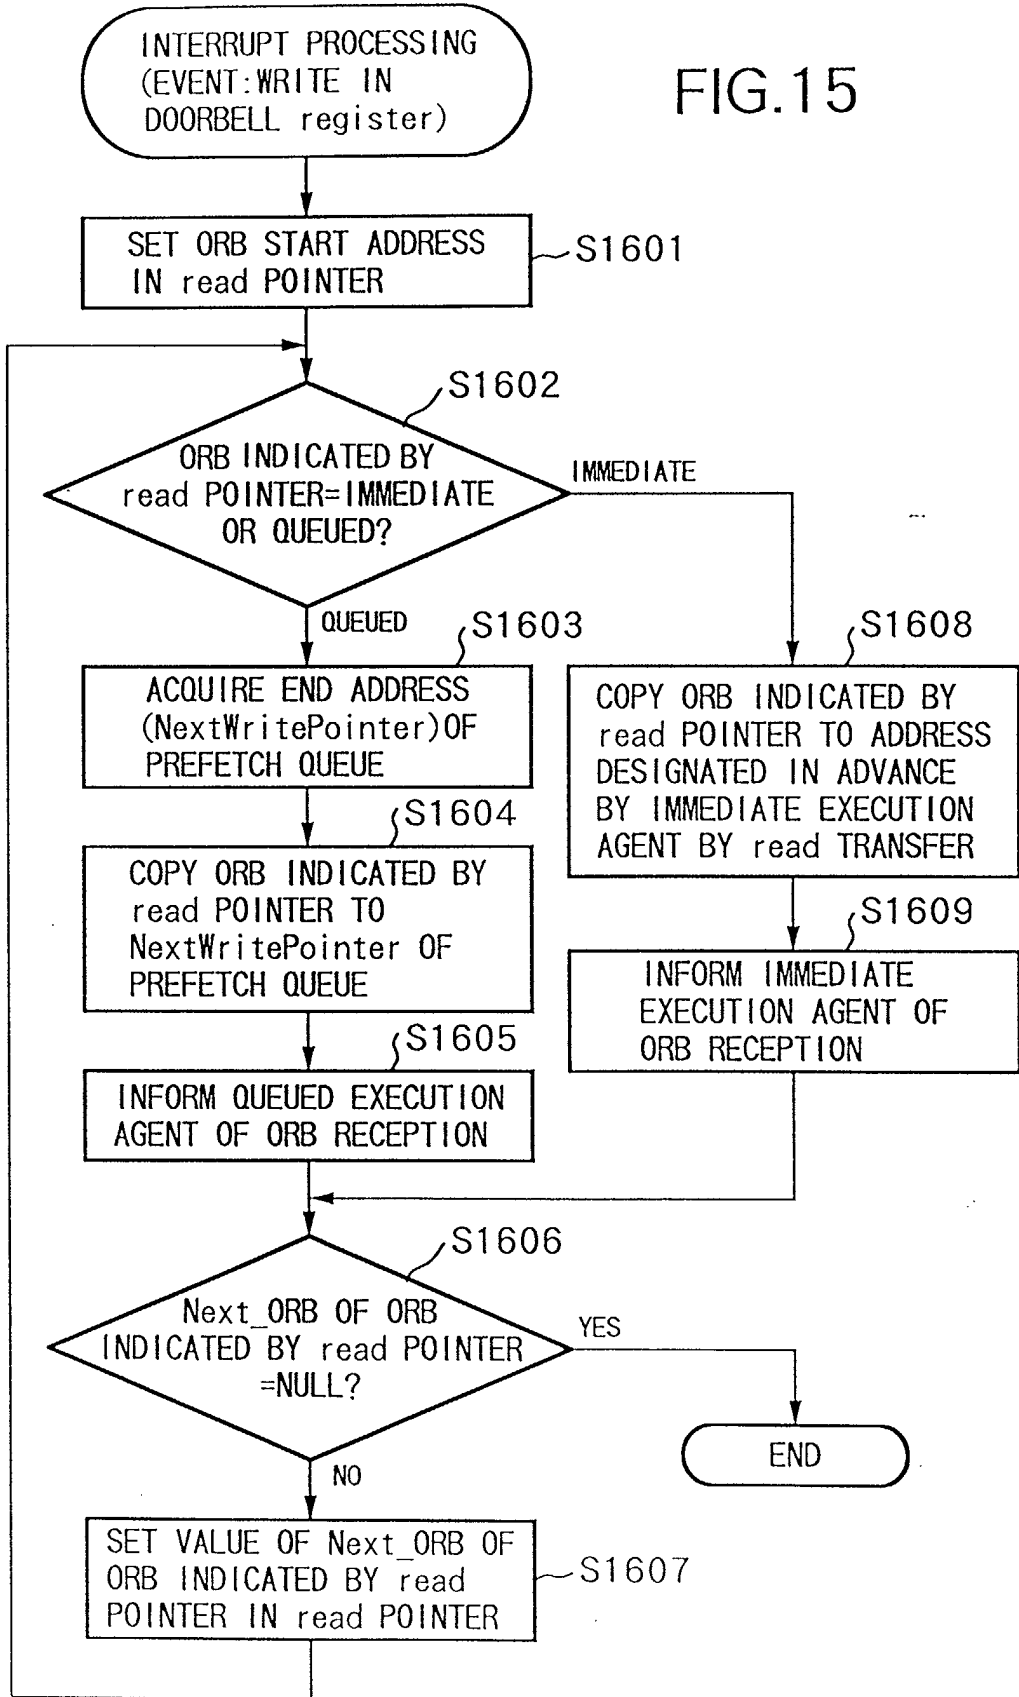 INTERRUPT PROCESSING
(EVENT:WRITE IN
DOORBELL register)
FIG.15
SET ORB START ADDRESS
IN read POINTER
S1601
S1602
ORB INDICATED BY
read POINTER=IMMEDIATE
OR QUEUED?
IMMEDIATE
QUEUED
S1603
ACQUIRE END ADDRESS
(NextWritePointer)OF
PREFETCH QUEUE
S1604
COPY ORB INDICATED BY
read POINTER TO
NextWritePointer OF
PREFETCH QUEUE
S1605
INFORM QUEUED EXECUTION
AGENT OF ORB RECEPTION
S1608
COPY ORB INDICATED BY
read POINTER TO ADDRESS
DESIGNATED IN ADVANCE
BY IMMEDIATE EXECUTION
AGENT BY read TRANSFER
S1609
INFORM IMMEDIATE
EXECUTION AGENT OF
ORB RECEPTION
S1606
Next_ORB OF ORB
INDICATED BY read POINTER
=NULL?
YES
END
NO
SET VALUE OF Next_ORB OF
ORB INDICATED BY read
POINTER IN read POINTER
S1607